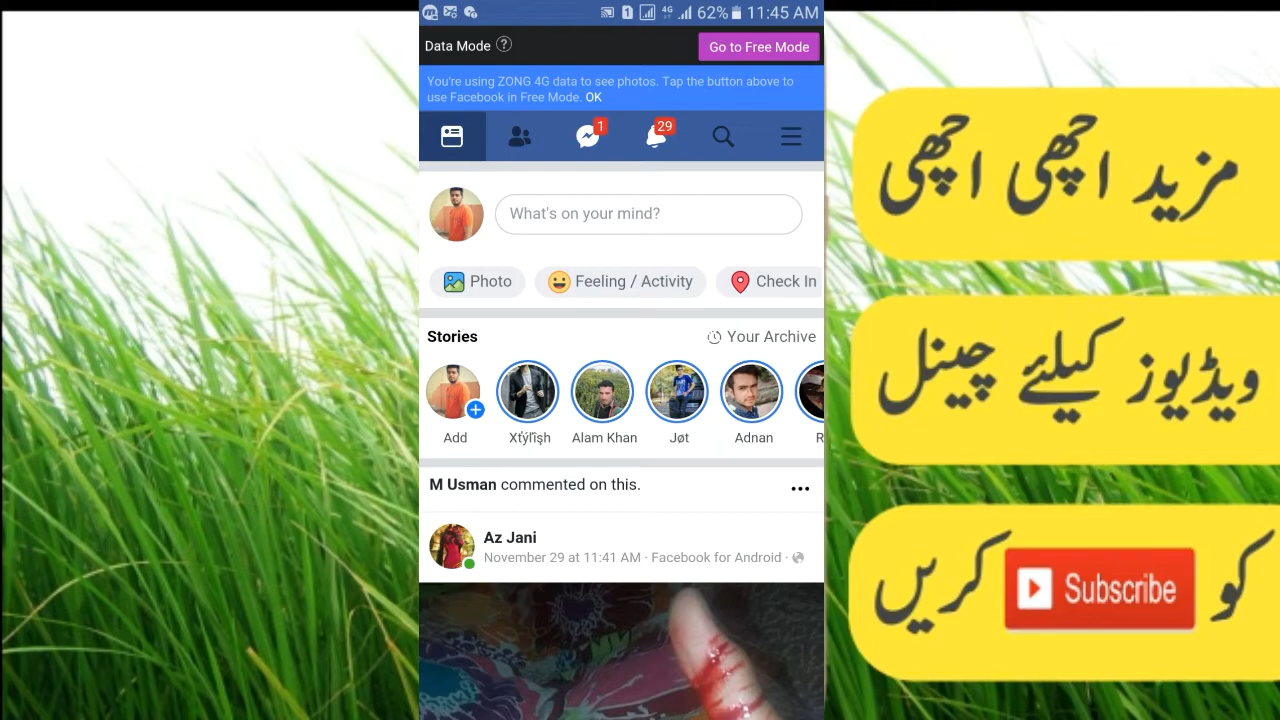 62% 11:45 AM
Data Mode
Go to Free Mode
You're using ZONG 4G data to see photos. Tap the button above to
use Facebook in Free Mode. OK
1
29
What's on your mind?
Photo
Feeling / Activity
Check In
Stories
Your Archive
Add
Xťýľîşh
Alam Khan
Jøt
Adnan
R
M Usman commented on this.
Az Jani
November 29 at 11:41 AM · Facebook for Android ·
مزید اچھی اچھی
ویڈیوز کیلئے چینل
کو Subscribe کریں